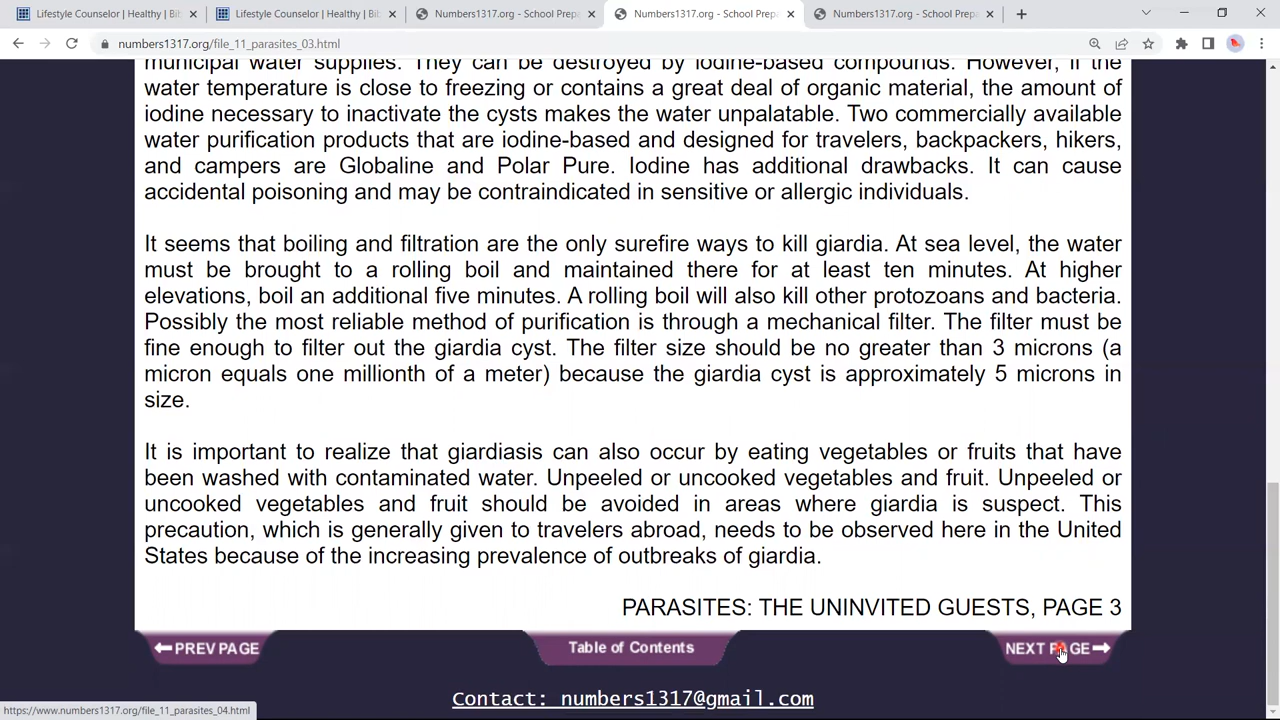 Lifestyle Counselor | Healthy | Bib
Lifestyle Counselor | Healthy | Bib
Numbers1317.org - School Prepa
Numbers1317.org - School Prepa
Numbers1317.org - School Prepa
numbers1317.org/file_11_parasites_03.html
municipal water supplies. They can be destroyed by iodine-based compounds. However, if the
water temperature is close to freezing or contains a great deal of organic material, the amount of
iodine necessary to inactivate the cysts makes the water unpalatable. Two commercially available
water purification products that are iodine-based and designed for travelers, backpackers, hikers,
and campers are Globaline and Polar Pure. Iodine has additional drawbacks. It can cause
accidental poisoning and may be contraindicated in sensitive or allergic individuals.
It seems that boiling and filtration are the only surefire ways to kill giardia. At sea level, the water
must be brought to a rolling boil and maintained there for at least ten minutes. At higher
elevations, boil an additional five minutes. A rolling boil will also kill other protozoans and bacteria.
Possibly the most reliable method of purification is through a mechanical filter. The filter must be
fine enough to filter out the giardia cyst. The filter size should be no greater than 3 microns (a
micron equals one millionth of a meter) because the giardia cyst is approximately 5 microns in
size.
It is important to realize that giardiasis can also occur by eating vegetables or fruits that have
been washed with contaminated water. Unpeeled or uncooked vegetables and fruit. Unpeeled or
uncooked vegetables and fruit should be avoided in areas where giardia is suspect. This
precaution, which is generally given to travelers abroad, needs to be observed here in the United
States because of the increasing prevalence of outbreaks of giardia.
PARASITES: THE UNINVITED GUESTS, PAGE 3
PREV PAGE
Table of Contents
NEXT PAGE
Contact: numbers1317@gmail.com
https://www.numbers1317.org/file_11_parasites_04.html